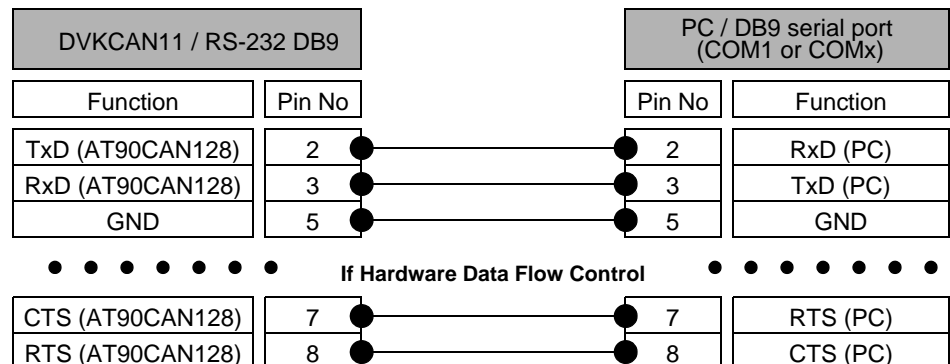 DVKCAN11 / RS-232 DB9
PC / DB9 serial port
(COM1 or COMx)
Function Pin No Pin No Function
TxD (AT90CAN128) 2 2 RxD (PC)
RxD (AT90CAN128) 3 3 TxD (PC)
GND 5 5 GND
If Hardware Data Flow Control
CTS (AT90CAN128) 7 7 RTS (PC)
RTS (AT90CAN128) 8 8 CTS (PC)